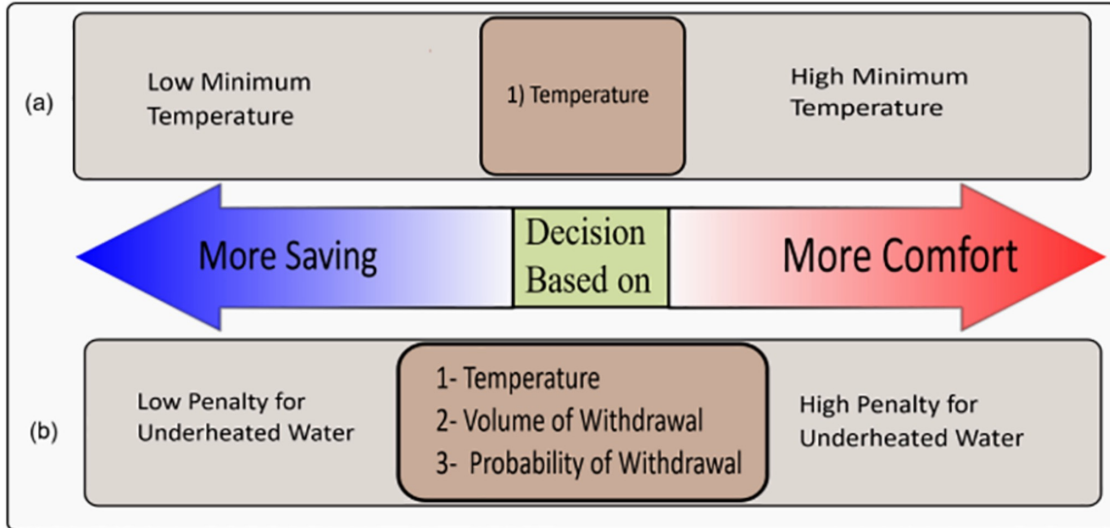 (a)
Low Minimum
Temperature
1) Temperature
High Minimum
Temperature
More Saving
Decision
Based on
More Comfort
(b)
Low Penalty for
Underheated Water
1- Temperature
2- Volume of Withdrawal
3- Probability of Withdrawal
High Penalty for
Underheated Water